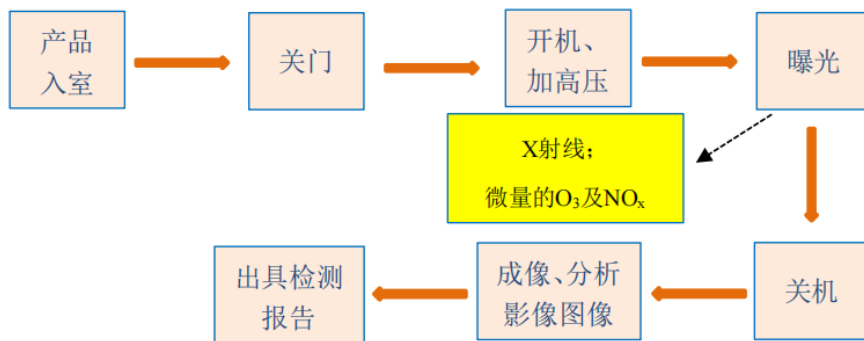 产品
入室
关门
开机、
加高压
曝光
X射线；
微量的O₃及NOₓ
关机
成像、分析
影像图像
出具检测
报告